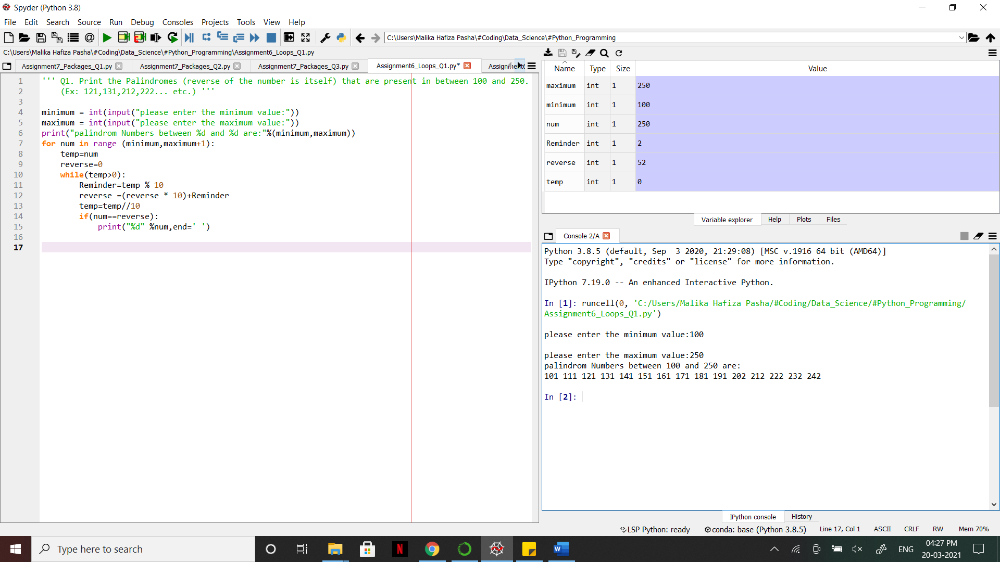 Spyder (Python 3.8)
File Edit Search Source Run Debug Consoles Projects Tools View Help
C:\Users\Malika Hafiza Pasha\#Coding\Data_Science\#Python_Programming
C:\Users\Malika Hafiza Pasha\#Coding\Data_Science\#Python_Programming\Assignment6_Loops_Q1.py
Assignment7_Packages_Q1.py Assignment7_Packages_Q2.py Assignment7_Packages_Q3.py Assignment6_Loops_Q1.py*
1 ''' Q1. Print the Palindromes (reverse of the number is itself) that are present in between 100 and 250.
2 (Ex: 121,131,212,222... etc.) '''
3
4 minimum = int(input("please enter the minimum value:"))
5 maximum = int(input("please enter the maximum value:"))
6 print("palindrom Numbers between %d and %d are:"%(minimum,maximum))
7 for num in range (minimum,maximum+1):
8 temp=num
9 reverse=0
10 while(temp>0):
11 Reminder=temp % 10
12 reverse =(reverse * 10)+Reminder
13 temp=temp//10
14 if(num==reverse):
15 print("%d" %num,end=' ')
16
17
Name Type Size Value
maximum int 1 250
minimum int 1 100
num int 1 250
Reminder int 1 2
reverse int 1 52
temp int 1 0
Variable explorer Help Plots Files
Console 2/A
Python 3.8.5 (default, Sep  3 2020, 21:29:08) [MSC v.1916 64 bit (AMD64)]
Type "copyright", "credits" or "license" for more information.
IPython 7.19.0 -- An enhanced Interactive Python.
In [1]: runcell(0, 'C:/Users/Malika Hafiza Pasha/#Coding/Data_Science/#Python_Programming/
Assignment6_Loops_Q1.py')
please enter the minimum value:100
please enter the maximum value:250
palindrom Numbers between 100 and 250 are:
101 111 121 131 141 151 161 171 181 191 202 212 222 232 242
In [2]:
IPython console History
LSP Python: ready conda: base (Python 3.8.5) Line 17, Col 1 ASCII CRLF RW Mem 70%
Type here to search
ENG
04:27 PM
20-03-2021